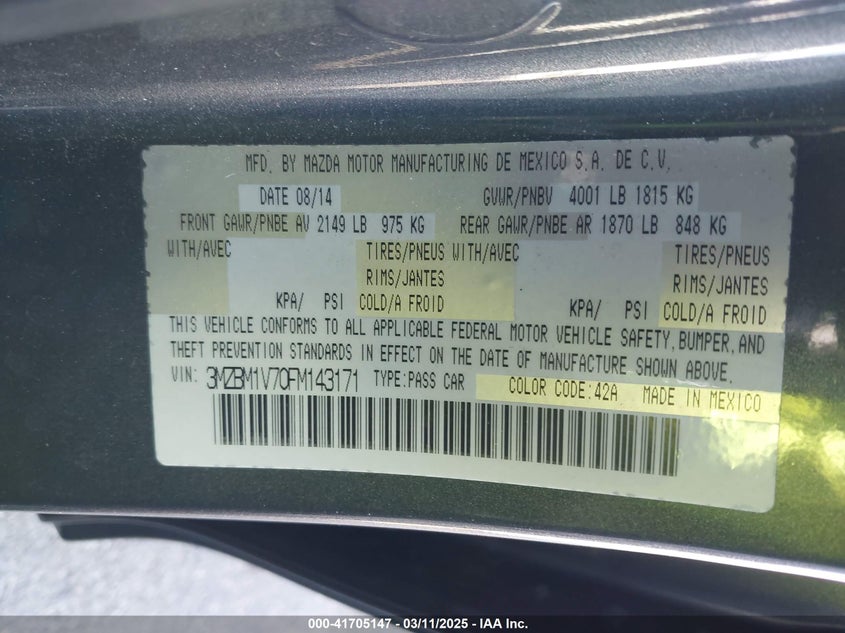 MFD. BY MAZDA MOTOR MANUFACTURING DE MEXICO S.A. DE C.V.
DATE 08/14 GVWR/PNBV 4001 LB 1815 KG
FRONT GAWR/PNBE AV 2149 LB 975 KG REAR GAWR/PNBE AR 1870 LB 848 KG
WITH/AVEC TIRES/PNEUS WITH/AVEC TIRES/PNEUS
RIMS/JANTES RIMS/JANTES
KPA/ PSI COLD/A FROID KPA/ PSI COLD/A FROID
THIS VEHICLE CONFORMS TO ALL APPLICABLE FEDERAL MOTOR VEHICLE SAFETY, BUMPER, AND
THEFT PREVENTION STANDARDS IN EFFECT ON THE DATE OF MANUFACTURE SHOWN ABOVE.
VIN: 3MZBM1V70FM143171 TYPE:PASS CAR COLOR CODE:42A MADE IN MEXICO
000-41705147 - 03/11/2025 - IAA Inc.